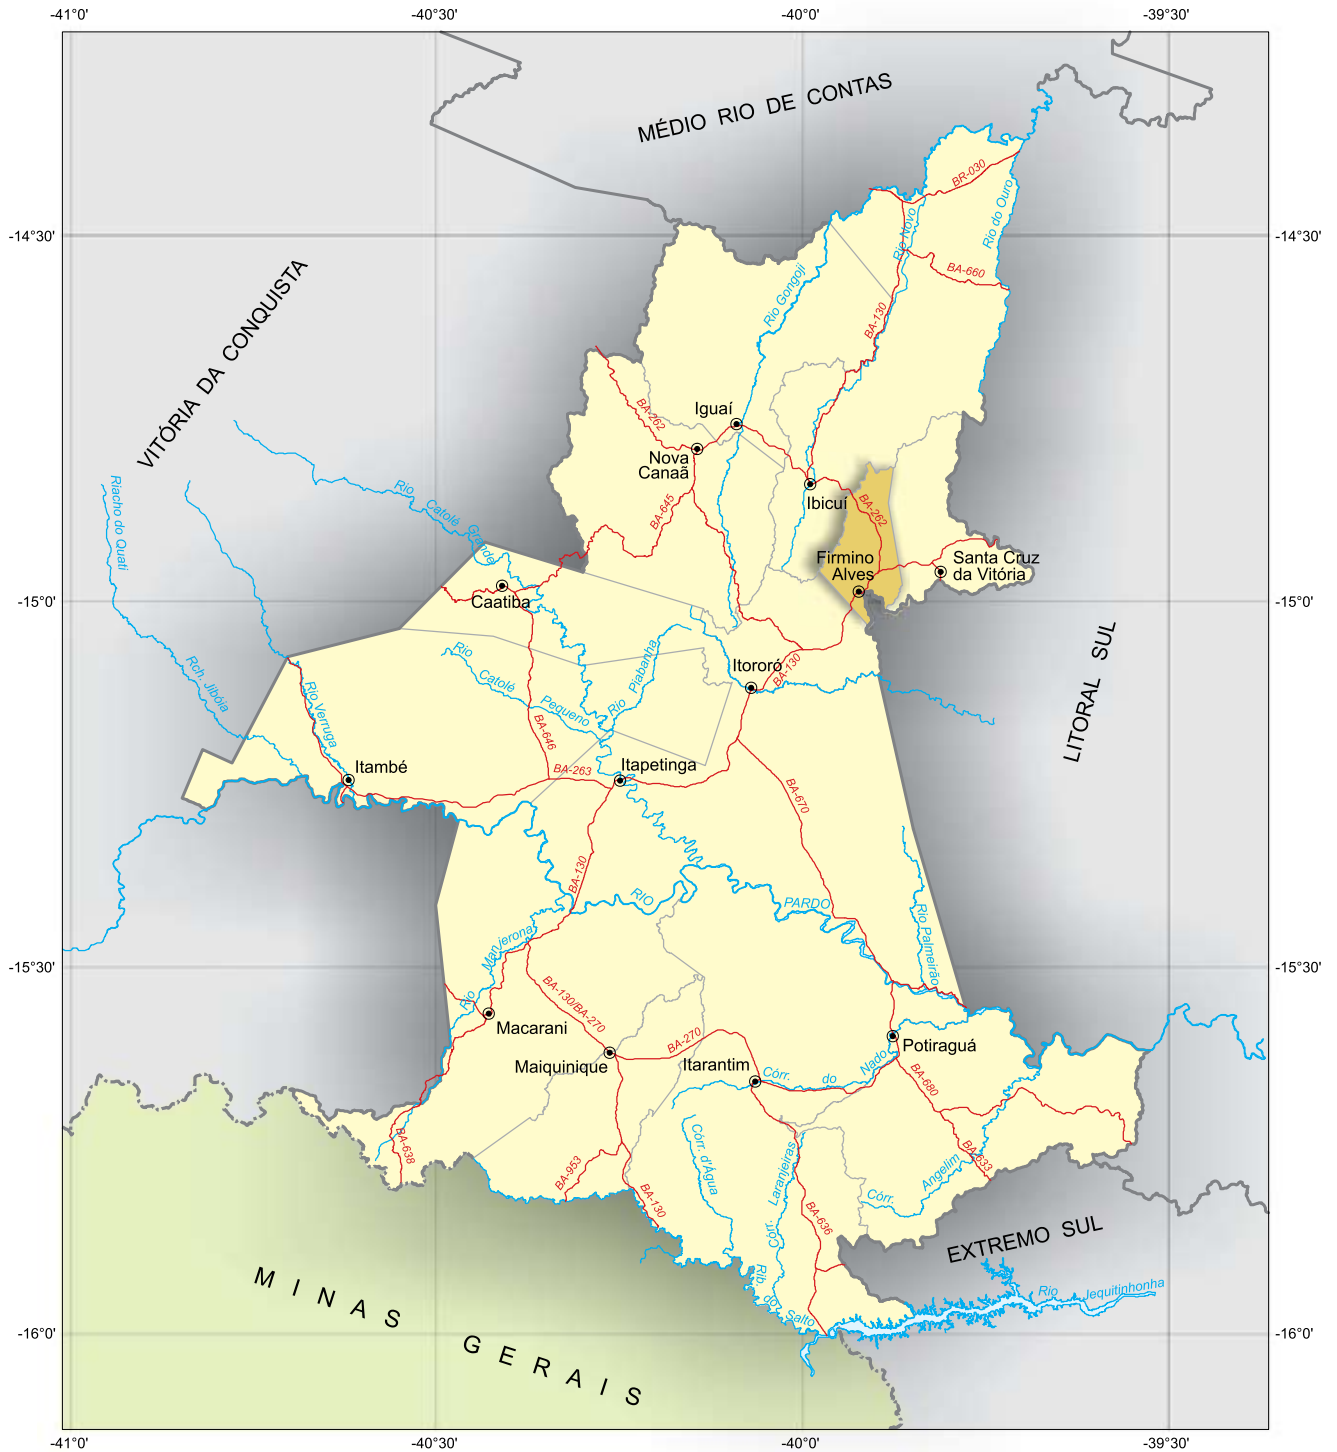 -41°0'
-40°30'
-40°0'
-39°30'
MÉDIO RIO DE CONTAS
BR-030
Rio do Ouro
Rio Novo
-14°30'
-14°30'
BA-660
Rio Gongoji
BA-130
VITÓRIA DA CONQUISTA
Iguaí
BA-262
Nova
Canaã
Ibicuí
BA-262
BA-645
Rio Catolé Grande
Riacho do Quati
Firmino
Alves
Santa Cruz
da Vitória
Caatiba
-15°0'
-15°0'
Rio Catolé Pequeno
Rio Piabanha
Itororó
BA-130
Rch. Jibóia
Rio Verruga
LITORAL SUL
BA-646
Itambé
BA-263
Itapetinga
BA-670
BA-130
RIO PARDO
Rio Palmeirão
Rio Manjerona
-15°30'
-15°30'
BA-130/BA-270
Macarani
BA-270
Maiquinique
Itarantim
Potiraguá
Córr. do Nado
BA-680
BA-638
Córr. d'Água
Córr. Laranjeiras
BA-953
BA-130
BA-633
Córr. Angelim
BA-636
EXTREMO SUL
Rib. do Salto
Rio Jequitinhonha
MINAS GERAIS
-16°0'
-16°0'
-41°0'
-40°30'
-40°0'
-39°30'